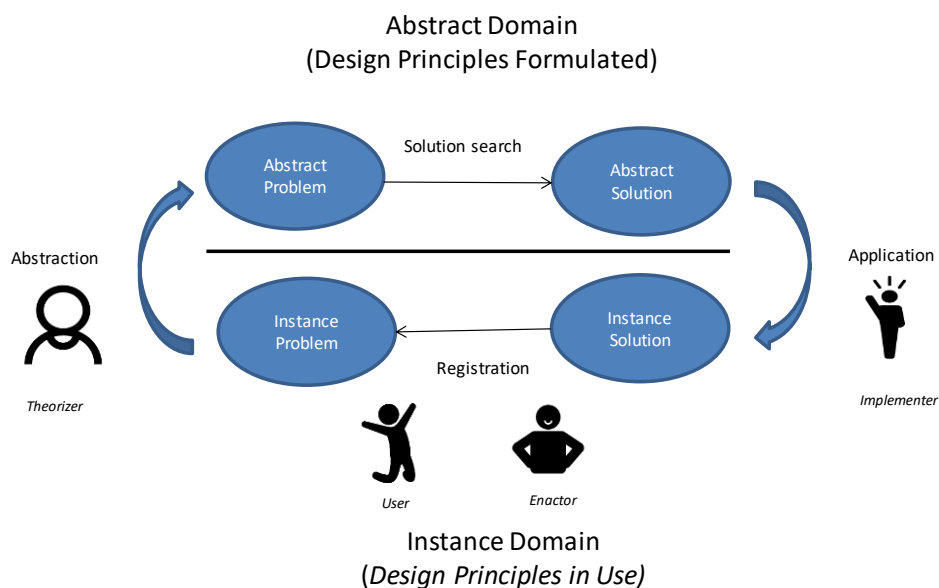 Abstract Domain
(Design Principles Formulated)
Solution search
Abstract
Problem
Abstract
Solution
Abstraction
Application
Instance
Problem
Instance
Solution
Registration
Theorizer
Implementer
User
Enactor
Instance Domain
(Design Principles in Use)